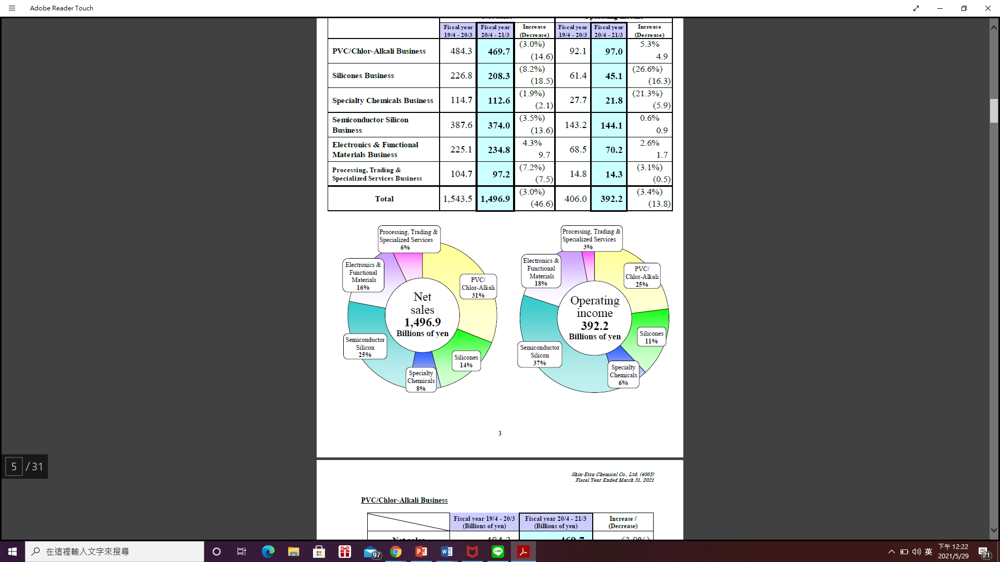 Adobe Reader Touch
Fiscal year 19/4 - 20/3 Fiscal year 20/4 - 21/3 Increase (Decrease) Fiscal year 19/4 - 20/3 Fiscal year 20/4 - 21/3 Increase (Decrease)
PVC/Chlor-Alkali Business 484.3 469.7 (3.0%) (14.6) 92.1 97.0 5.3% 4.9
Silicones Business 226.8 208.3 (8.2%) (18.5) 61.4 45.1 (26.6%) (16.3)
Specialty Chemicals Business 114.7 112.6 (1.9%) (2.1) 27.7 21.8 (21.3%) (5.9)
Semiconductor Silicon Business 387.6 374.0 (3.5%) (13.6) 143.2 144.1 0.6% 0.9
Electronics & Functional Materials Business 225.1 234.8 4.3% 9.7 68.5 70.2 2.6% 1.7
Processing, Trading & Specialized Services Business 104.7 97.2 (7.2%) (7.5) 14.8 14.3 (3.1%) (0.5)
Total 1,543.5 1,496.9 (3.0%) (46.6) 406.0 392.2 (3.4%) (13.8)
Processing, Trading &
Specialized Services
6%
Electronics &
Functional
Materials
16%
PVC/
Chlor-Alkali
31%
Net
sales
1,496.9
Billions of yen
Semiconductor
Silicon
25%
Silicones
14%
Specialty
Chemicals
8%
Processing, Trading &
Specialized Services
3%
Electronics &
Functional
Materials
18%
PVC/
Chlor-Alkali
25%
Operating
income
392.2
Billions of yen
Silicones
11%
Semiconductor
Silicon
37%
Specialty
Chemicals
6%
3
5 / 31
Shin-Etsu Chemical Co., Ltd. (4063)
Fiscal Year Ended March 31, 2021
PVC/Chlor-Alkali Business
Fiscal year 19/4 - 20/3 (Billions of yen) Fiscal year 20/4 - 21/3 (Billions of yen) Increase / (Decrease)
Net sales 484.3 469.7 (3.0%)
在這裡輸入文字來搜尋
97
英
下午 12:22
2021/5/29
21